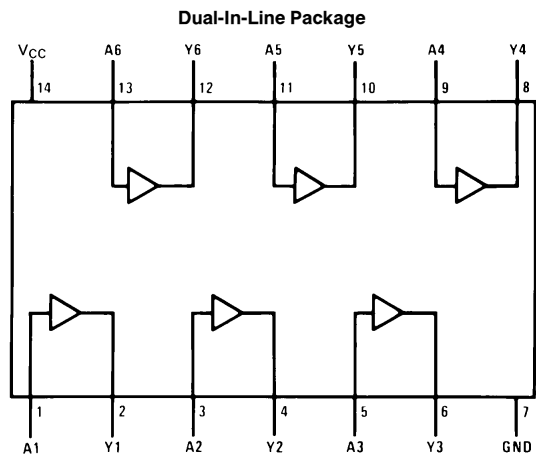 Dual-In-Line Package
VCC A6 Y6 A5 Y5 A4 Y4
14 13 12 11 10 9 8
1 2 3 4 5 6 7
A1 Y1 A2 Y2 A3 Y3 GND